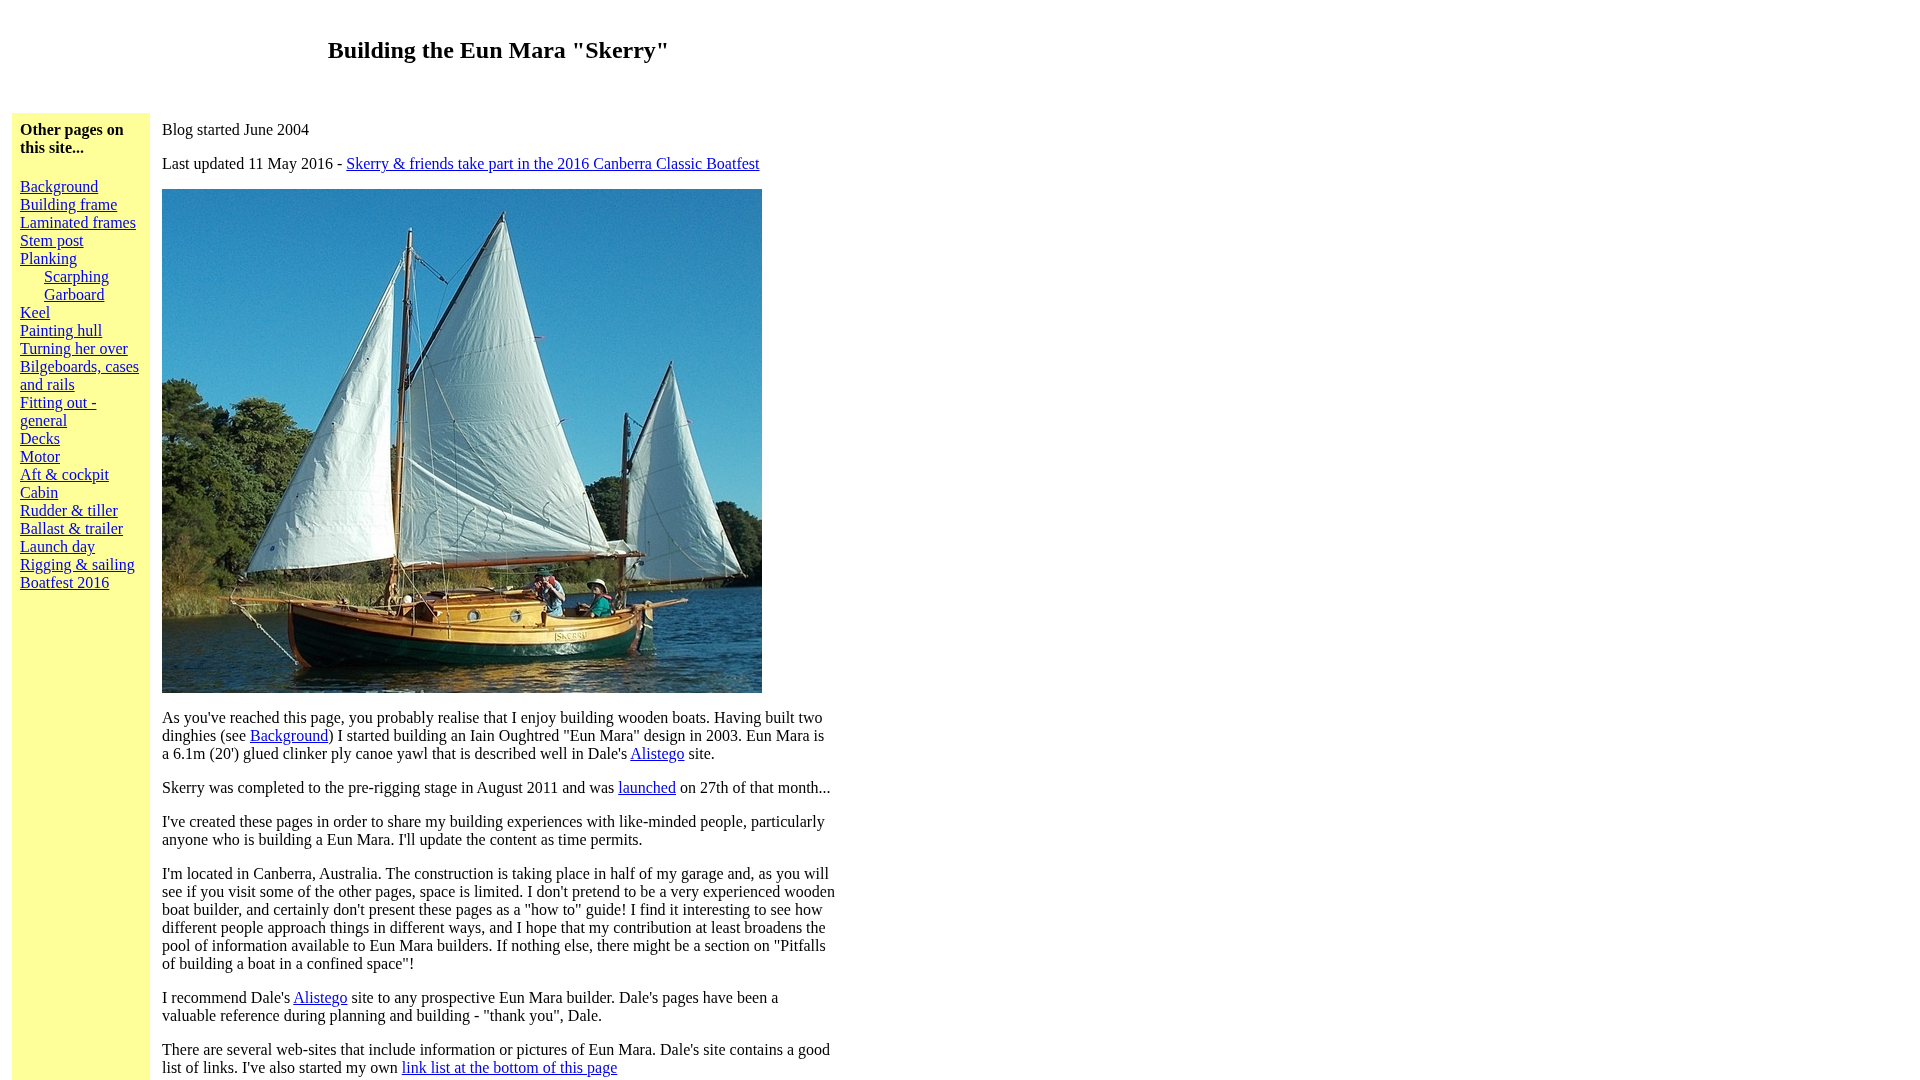 Building the Eun Mara "Skerry"
Other pages on
this site...
Background
Building frame
Laminated frames
Stem post
Planking
Scarphing
Garboard
Keel
Painting hull
Turning her over
Bilgeboards, cases
and rails
Fitting out -
general
Decks
Motor
Aft & cockpit
Cabin
Rudder & tiller
Ballast & trailer
Launch day
Rigging & sailing
Boatfest 2016
Blog started June 2004
Last updated 11 May 2016 - Skerry & friends take part in the 2016 Canberra Classic Boatfest
SKERRY
As you've reached this page, you probably realise that I enjoy building wooden boats. Having built two
dinghies (see Background) I started building an Iain Oughtred "Eun Mara" design in 2003. Eun Mara is
a 6.1m (20') glued clinker ply canoe yawl that is described well in Dale's Alistego site.
Skerry was completed to the pre-rigging stage in August 2011 and was launched on 27th of that month...
I've created these pages in order to share my building experiences with like-minded people, particularly
anyone who is building a Eun Mara. I'll update the content as time permits.
I'm located in Canberra, Australia. The construction is taking place in half of my garage and, as you will
see if you visit some of the other pages, space is limited. I don't pretend to be a very experienced wooden
boat builder, and certainly don't present these pages as a "how to" guide! I find it interesting to see how
different people approach things in different ways, and I hope that my contribution at least broadens the
pool of information available to Eun Mara builders. If nothing else, there might be a section on "Pitfalls
of building a boat in a confined space"!
I recommend Dale's Alistego site to any prospective Eun Mara builder. Dale's pages have been a
valuable reference during planning and building - "thank you", Dale.
There are several web-sites that include information or pictures of Eun Mara. Dale's site contains a good
list of links. I've also started my own link list at the bottom of this page